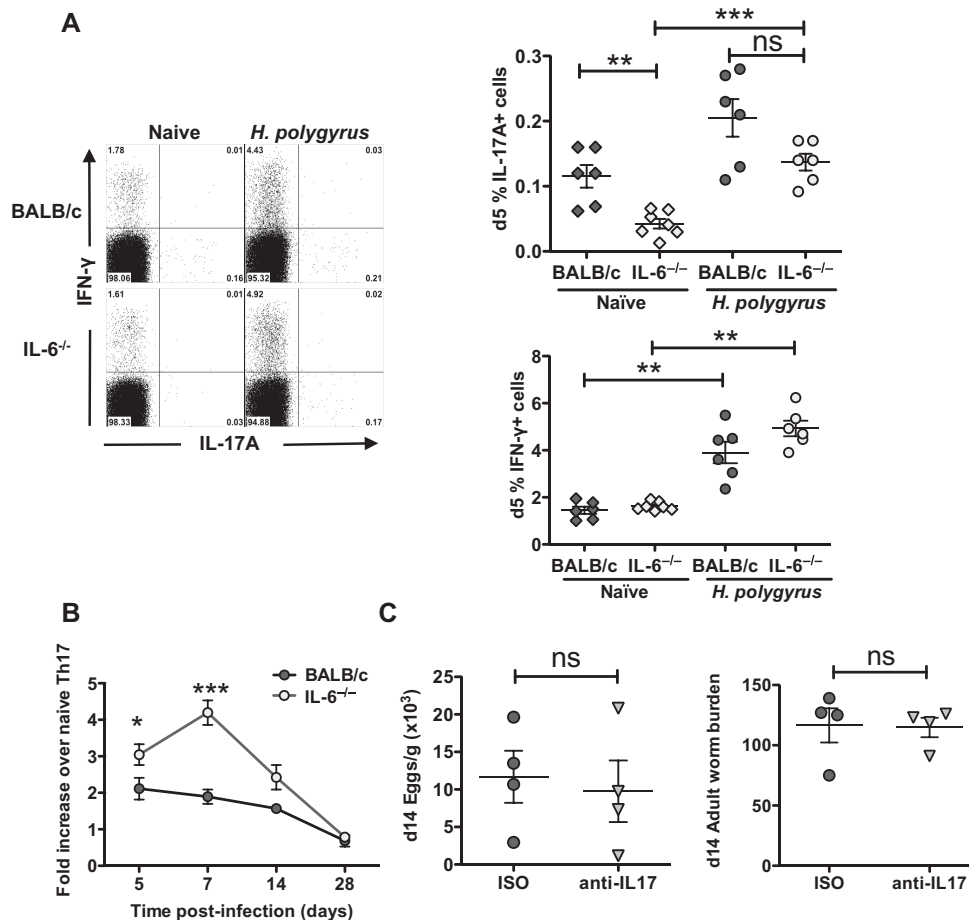 A
Naive H. polygyrus
1.78 0.01 4.43 0.03
BALB/c
98.06 0.16 95.32 0.21
IFN-γ
1.61 0.01 4.92 0.02
IL-6-/-
98.33 0.03 94.88 0.17
IL-17A
***
** ns
d5 % IL-17A+ cells
0.3
0.2
0.1
0.0
BALB/c IL-6–/– BALB/c IL-6–/–
Naïve H. polygyrus
**
**
d5 % IFN-γ+ cells
8
6
4
2
0
BALB/c IL-6–/– BALB/c IL-6–/–
Naïve H. polygyrus
B
Fold increase over naive Th17
BALB/c
IL-6–/–
* ***
5
4
3
2
1
0
5 7 14 28
Time post-infection (days)
C
ns
d14 Eggs/g (x10³)
25
20
15
10
5
0
ISO anti-IL17
ns
d14 Adult worm burden
150
100
50
0
ISO anti-IL17